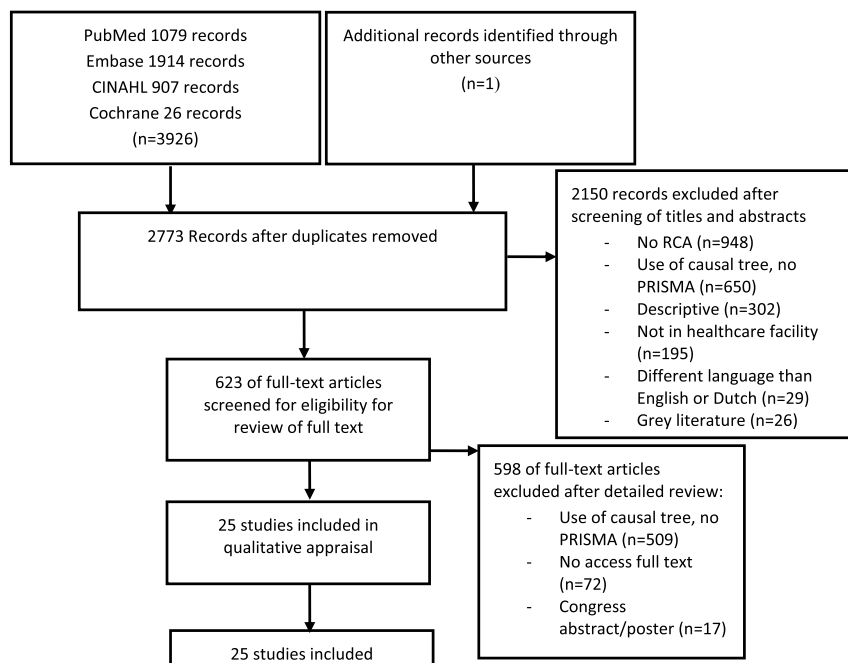 PubMed 1079 records
Embase 1914 records
CINAHL 907 records
Cochrane 26 records
(n=3926)
Additional records identified through
other sources
(n=1)
2773 Records after duplicates removed
2150 records excluded after
screening of titles and abstracts
- No RCA (n=948)
- Use of causal tree, no
PRISMA (n=650)
- Descriptive (n=302)
- Not in healthcare facility
(n=195)
- Different language than
English or Dutch (n=29)
- Grey literature (n=26)
623 of full-text articles
screened for eligibility for
review of full text
598 of full-text articles
excluded after detailed review:
- Use of causal tree, no
PRISMA (n=509)
- No access full text
(n=72)
- Congress
abstract/poster (n=17)
25 studies included in
qualitative appraisal
25 studies included